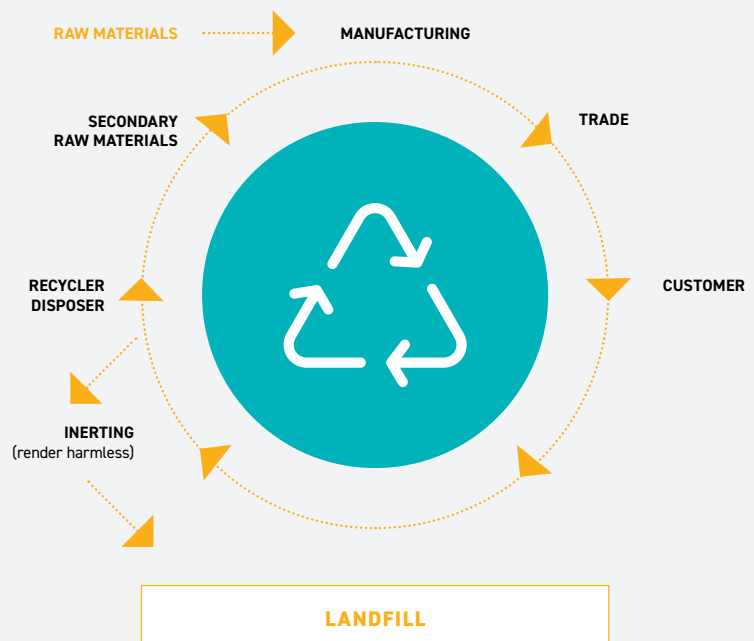 RAW MATERIALS
MANUFACTURING
SECONDARY
RAW MATERIALS
TRADE
RECYCLER
DISPOSER
CUSTOMER
INERTING
(render harmless)
LANDFILL